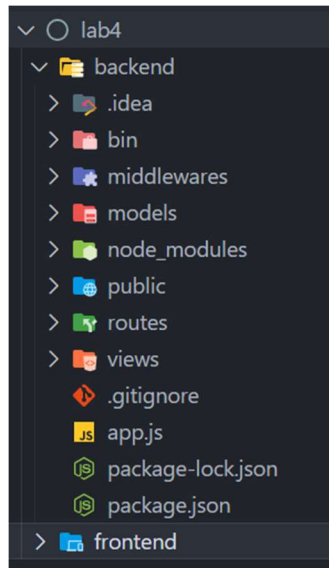 lab4
backend
.idea
bin
middlewares
models
node_modules
public
routes
views
.gitignore
JS app.js
package-lock.json
package.json
frontend